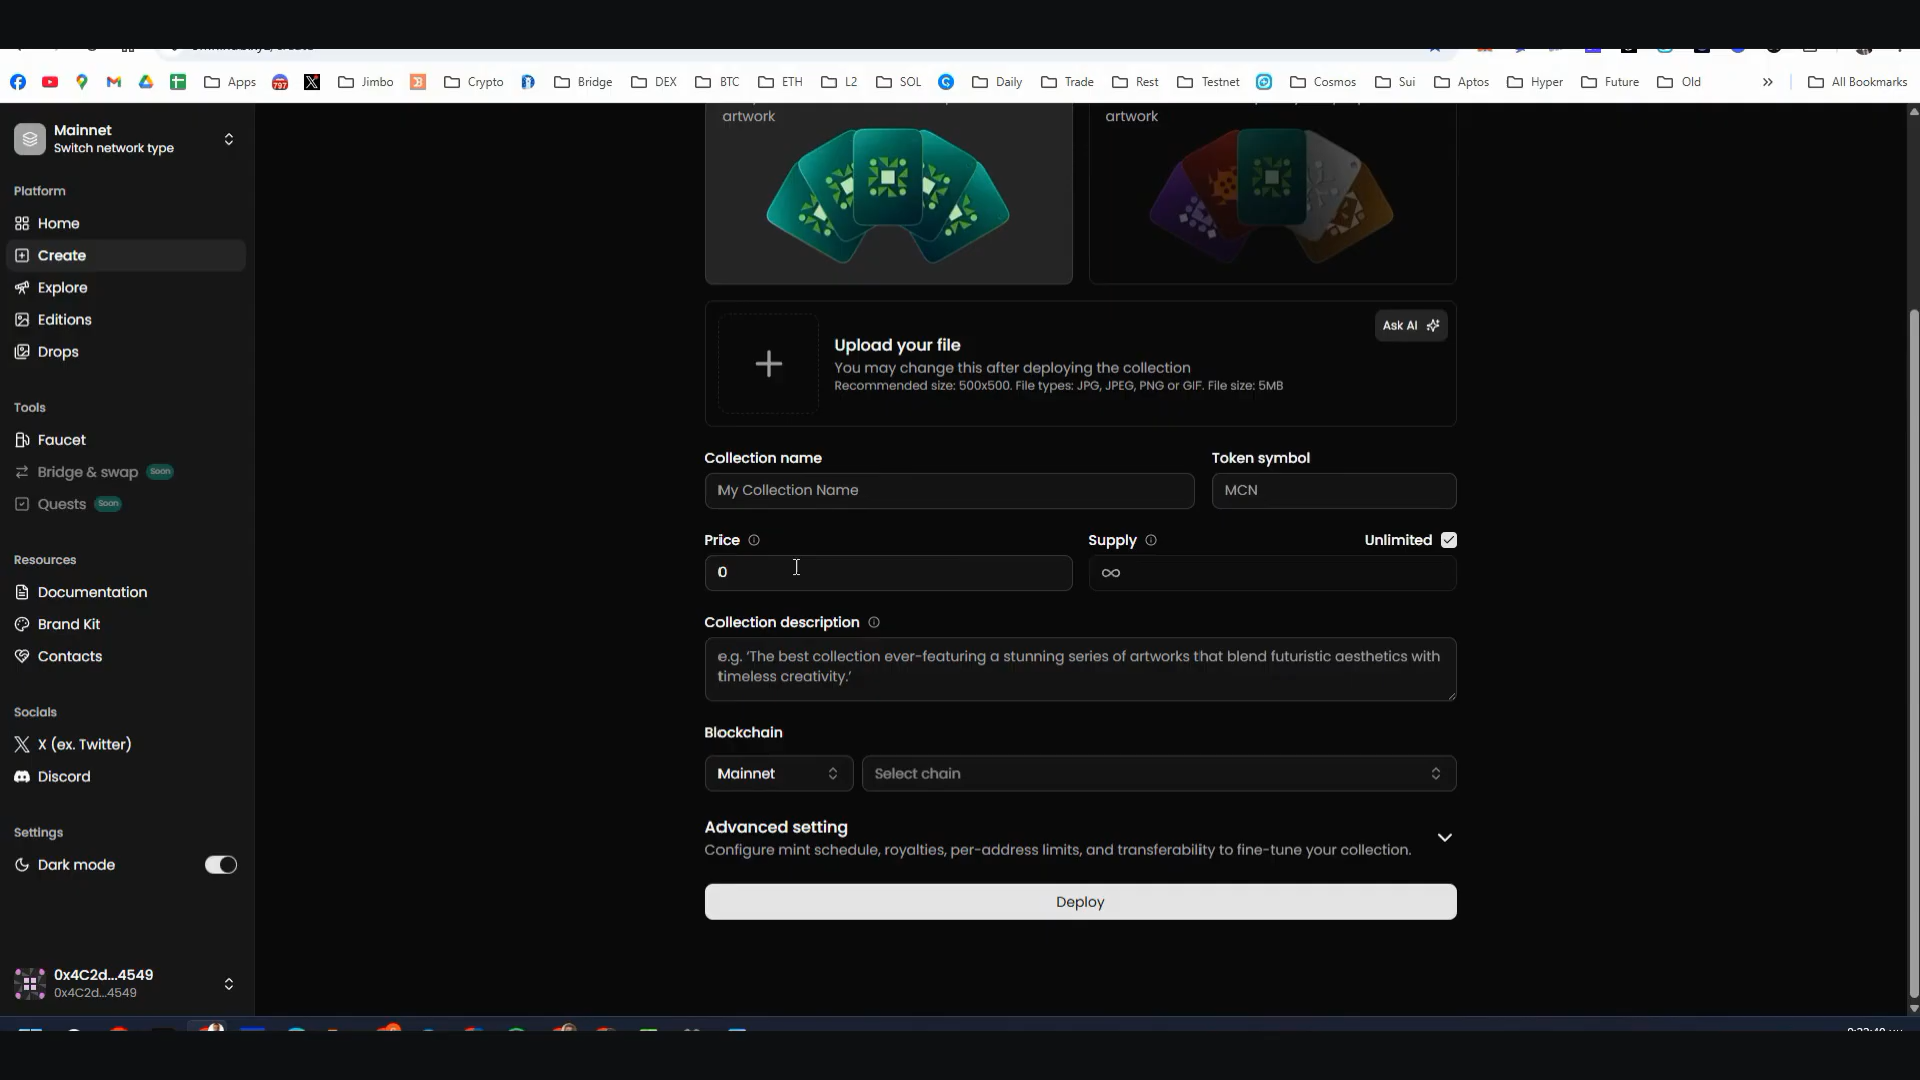 Apps
Jimbo
Crypto
Bridge
DEX
BTC
ETH
L2
SOL
Daily
Trade
Rest
Testnet
Cosmos
Sui
Aptos
Hyper
Future
Old
»
All Bookmarks
Mainnet
Switch network type
Platform
Home
Create
Explore
Editions
Drops
Tools
Faucet
Bridge & swap Soon
Quests Soon
Resources
Documentation
Brand Kit
Contacts
Socials
X (ex. Twitter)
Discord
Settings
Dark mode
0x4C2d...4549
0x4C2d...4549
artwork
artwork
Upload your file
You may change this after deploying the collection
Recommended size: 500x500. File types: JPG, JPEG, PNG or GIF. File size: 5MB
Ask AI
Collection name
My Collection Name
Token symbol
MCN
Price
0
Supply
Unlimited
∞
Collection description
e.g. 'The best collection ever-featuring a stunning series of artworks that blend futuristic aesthetics with
timeless creativity.'
Blockchain
Mainnet
Select chain
Advanced setting
Configure mint schedule, royalties, per-address limits, and transferability to fine-tune your collection.
Deploy